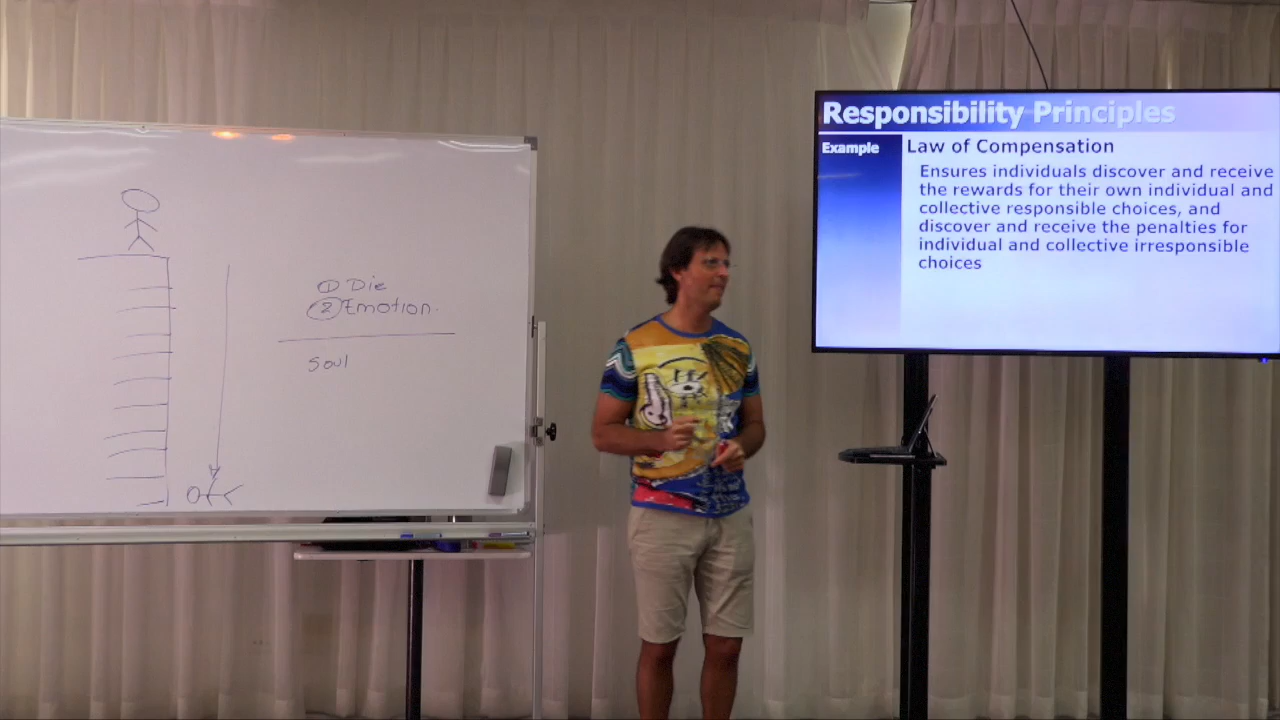 ① Die
② Emotion.
Soul
Responsibility Principles
Example
Law of Compensation
Ensures individuals discover and receive
the rewards for their own individual and
collective responsible choices, and
discover and receive the penalties for
individual and collective irresponsible
choices